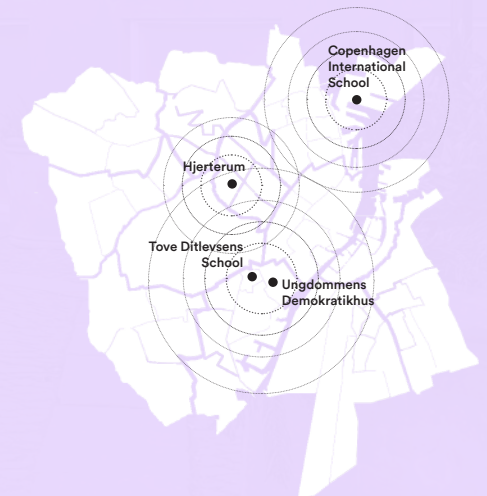 Copenhagen
International
School
Hjerterum
Tove Ditlevsens
School
Ungdommens
Demokratikhus